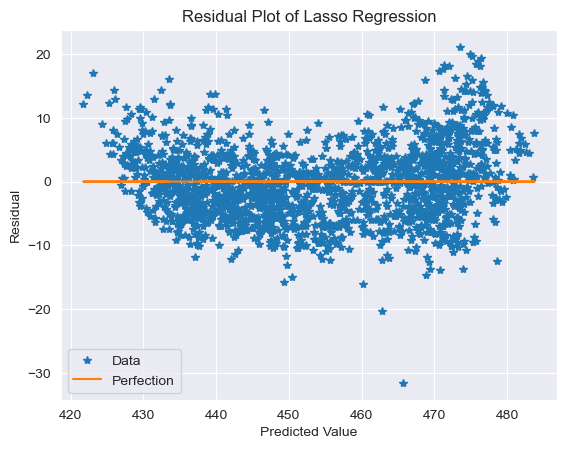 Residual Plot of Lasso Regression
20
10
0
−10
−20
−30
Residual
Data
Perfection
420 430 440 450 460 470 480
Predicted Value